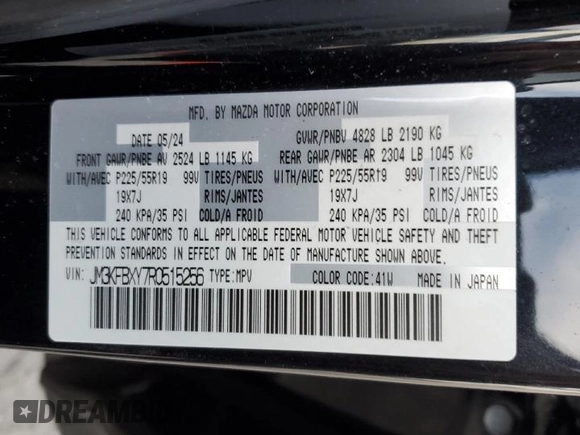 MFD. BY MAZDA MOTOR CORPORATION
DATE 05/24 GVWR/PNBV 4828 LB 2190 KG
FRONT GAWR/PNBE AV 2524 LB 1145 KG REAR GAWR/PNBE AR 2304 LB 1045 KG
WITH/AVEC P225/55R19 99V TIRES/PNEUS WITH/AVEC P225/55R19 99V TIRES/PNEUS
19X7J RIMS/JANTES 19X7J RIMS/JANTES
240 KPA/35 PSI COLD/A FROID 240 KPA/35 PSI COLD/A FROID
THIS VEHICLE CONFORMS TO ALL APPLICABLE FEDERAL MOTOR VEHICLE SAFETY AND THEFT
PREVENTION STANDARDS IN EFFECT ON THE DATE OF MANUFACTURE SHOWN ABOVE.
VIN: JM3KFBXY7R0515256 TYPE:MPV COLOR CODE:41W MADE IN JAPAN